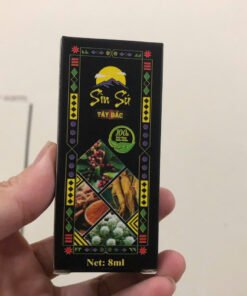 Sìn Sú
TÂY BẮC
100%
Net: 8ml